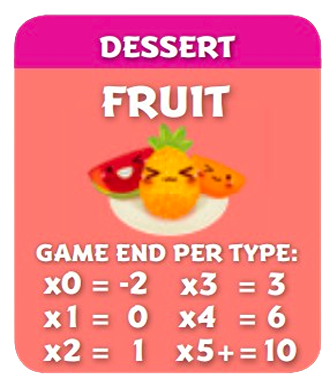 DESSERT
FRUIT
GAME END PER TYPE:
x0 = -2 x3 = 3
x1 = 0 x4 = 6
x2 = 1 x5+ = 10